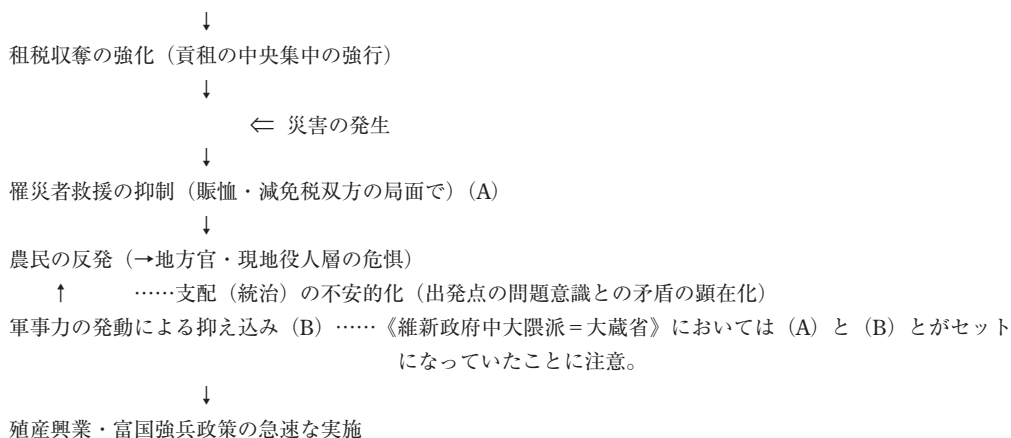 ↓
租税収奪の強化（貢租の中央集中の強行）
↓
⇐ 災害の発生
↓
罹災者救援の抑制（賑恤・減免税双方の局面で）（A）
↓
農民の反発（→地方官・現地役人層の危惧）
↑　……支配（統治）の不安的化（出発点の問題意識との矛盾の顕在化）
軍事力の発動による抑え込み（B）……《維新政府中大隈派＝大蔵省》においては（A）と（B）とがセット
になっていたことに注意。
↓
殖産興業・富国強兵政策の急速な実施